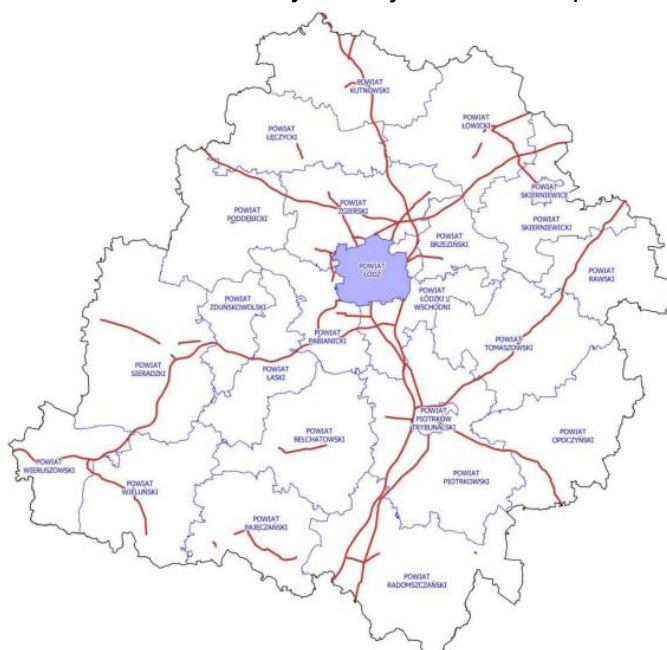 POWIAT
KUTNOWSKI
POWIAT
ŁOWICKI
POWIAT
ŁĘCZYCKI
POWIAT
SKIERNIEWICE
POWIAT
ZGIERSKI
POWIAT
PODDĘBICKI
POWIAT
SKIERNIEWICKI
POWIAT
BRZEZIŃSKI
POWIAT
ŁÓDŹ
POWIAT
RAWSKI
POWIAT
ZDUŃSKOWOLSKI
POWIAT
ŁÓDZKI
WSCHODNI
POWIAT
PABIANICKI
POWIAT
TOMASZOWSKI
POWIAT
SIERADZKI
POWIAT
ŁASKI
POWIAT
PIOTRKÓW
TRYBUNALSKI
POWIAT
BEŁCHATOWSKI
POWIAT
OPOCZYŃSKI
POWIAT
WIERUSZOWSKI
POWIAT
WIELUŃSKI
POWIAT
PIOTRKOWSKI
POWIAT
PAJĘCZAŃSKI
POWIAT
RADOMSZCZAŃSKI